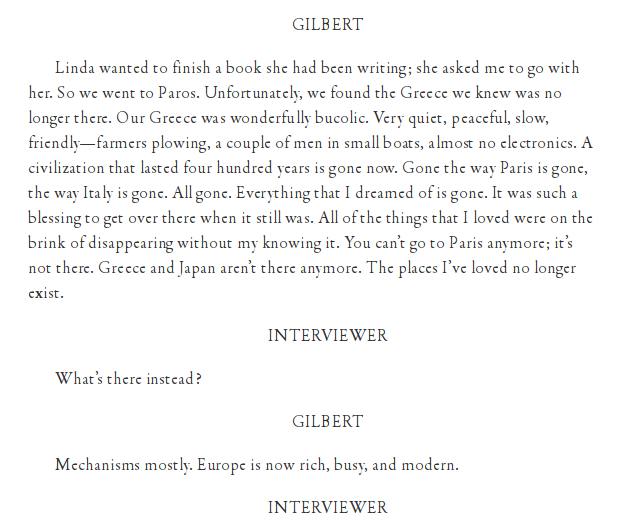 GILBERT
Linda wanted to finish a book she had been writing; she asked me to go with
her. So we went to Paros. Unfortunately, we found the Greece we knew was no
longer there. Our Greece was wonderfully bucolic. Very quiet, peaceful, slow,
friendly—farmers plowing, a couple of men in small boats, almost no electronics. A
civilization that lasted four hundred years is gone now. Gone the way Paris is gone,
the way Italy is gone. All gone. Everything that I dreamed of is gone. It was such a
blessing to get over there when it still was. All of the things that I loved were on the
brink of disappearing without my knowing it. You can’t go to Paris anymore; it’s
not there. Greece and Japan aren’t there anymore. The places I’ve loved no longer
exist.
INTERVIEWER
What’s there instead?
GILBERT
Mechanisms mostly. Europe is now rich, busy, and modern.
INTERVIEWER